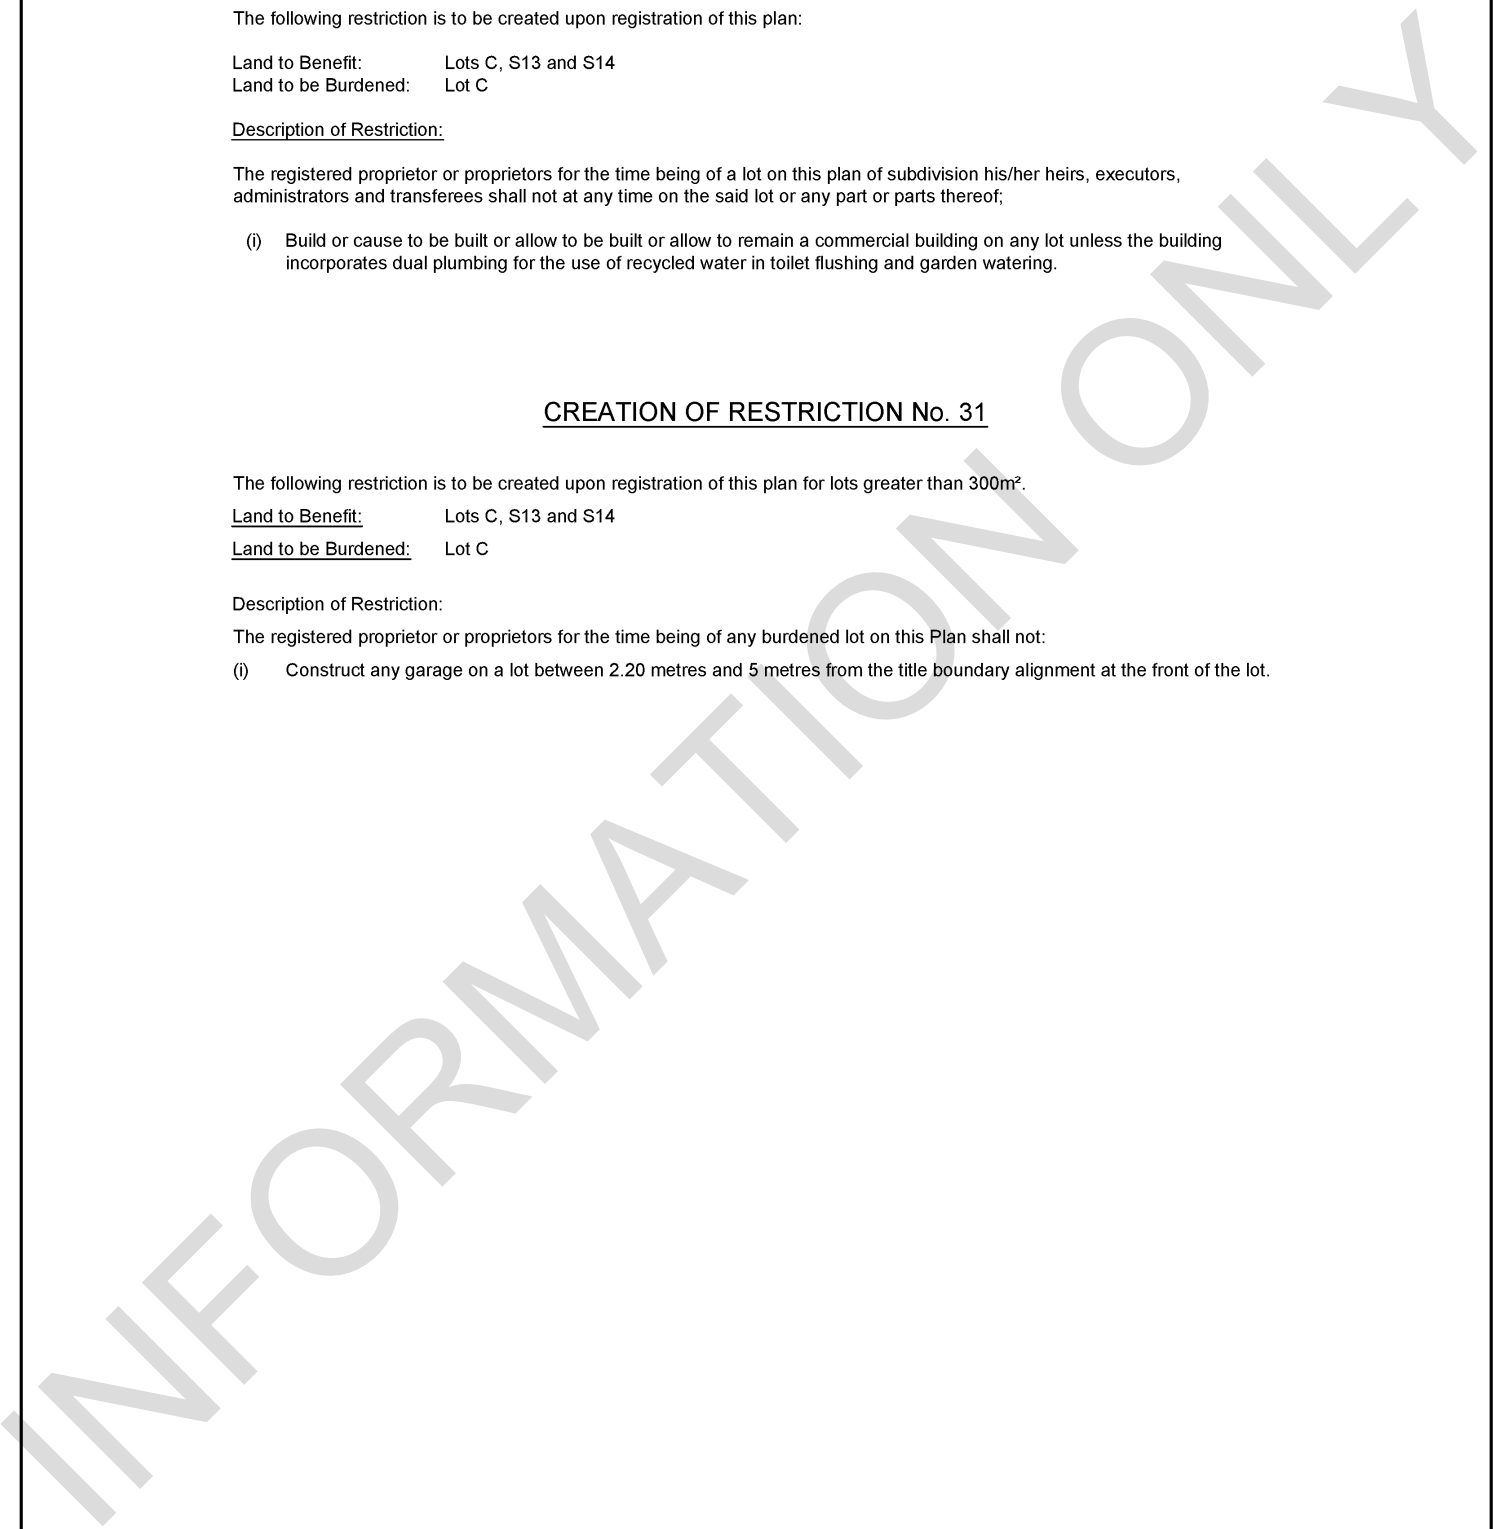 The following restriction is to be created upon registration of this plan:
Land to Benefit: Lots C, S13 and S14
Land to be Burdened: Lot C
Description of Restriction:
The registered proprietor or proprietors for the time being of a lot on this plan of subdivision his/her heirs, executors,
administrators and transferees shall not at any time on the said lot or any part or parts thereof;
(i) Build or cause to be built or allow to be built or allow to remain a commercial building on any lot unless the building
incorporates dual plumbing for the use of recycled water in toilet flushing and garden watering.
CREATION OF RESTRICTION No. 31
The following restriction is to be created upon registration of this plan for lots greater than 300m².
Land to Benefit: Lots C, S13 and S14
Land to be Burdened: Lot C
Description of Restriction:
The registered proprietor or proprietors for the time being of any burdened lot on this Plan shall not:
(i) Construct any garage on a lot between 2.20 metres and 5 metres from the title boundary alignment at the front of the lot.
INFORMATION ONLY